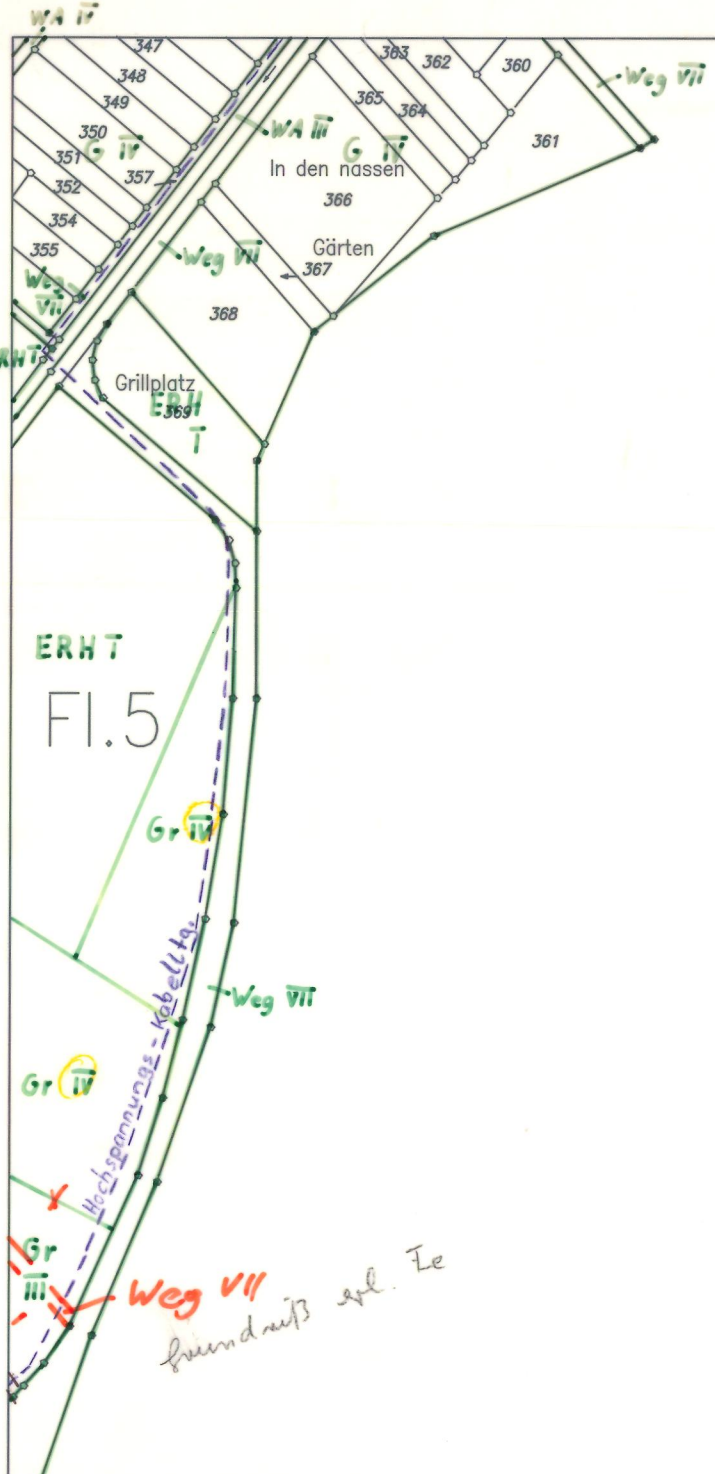 WA IV
347
348
349
350
351
352
354
355
357
G IV
WA III
363
362
360
365
364
361
Weg VII
G IV
In den nassen
Gärten
366
367
368
Weg VII
Weg
VII
ERHT
Grillplatz
369
ERH
T
ERHT
Fl.5
Gr IV
Hochspannungs-Kabelltg.
Weg VII
Gr IV
Gr
III
Weg VII